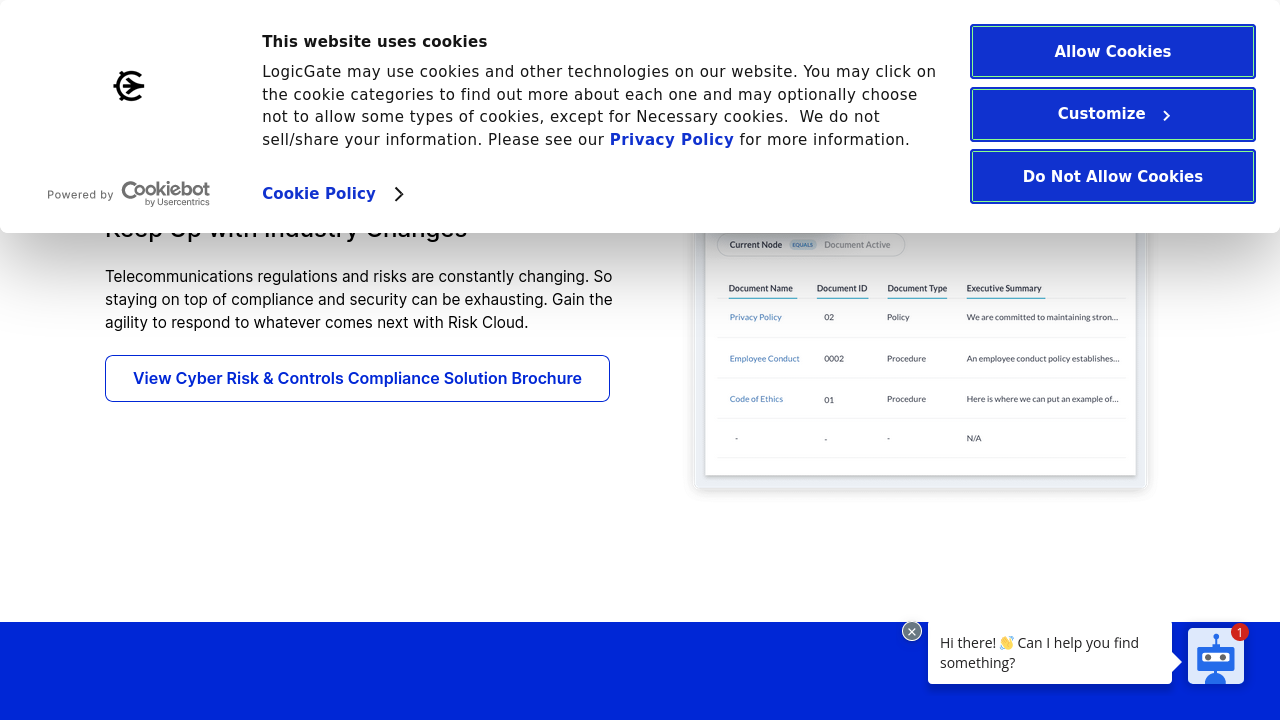 This website uses cookies
LogicGate may use cookies and other technologies on our website. You may click on
the cookie categories to find out more about each one and may optionally choose
not to allow some types of cookies, except for Necessary cookies.  We do not
sell/share your information. Please see our Privacy Policy for more information.
Cookie Policy
Powered by Cookiebot
by Usercentrics
Allow Cookies
Customize
Do Not Allow Cookies
Keep Up with Industry Changes
Telecommunications regulations and risks are constantly changing. So
staying on top of compliance and security can be exhausting. Gain the
agility to respond to whatever comes next with Risk Cloud.
View Cyber Risk & Controls Compliance Solution Brochure
Current Node EQUALS Document Active
Document Name Document ID Document Type Executive Summary
Privacy Policy 02 Policy We are committed to maintaining stron...
Employee Conduct 0002 Procedure An employee conduct policy establishes...
Code of Ethics 01 Procedure Here is where we can put an example of...
- - - N/A
Hi there! 👋 Can I help you find
something?
1